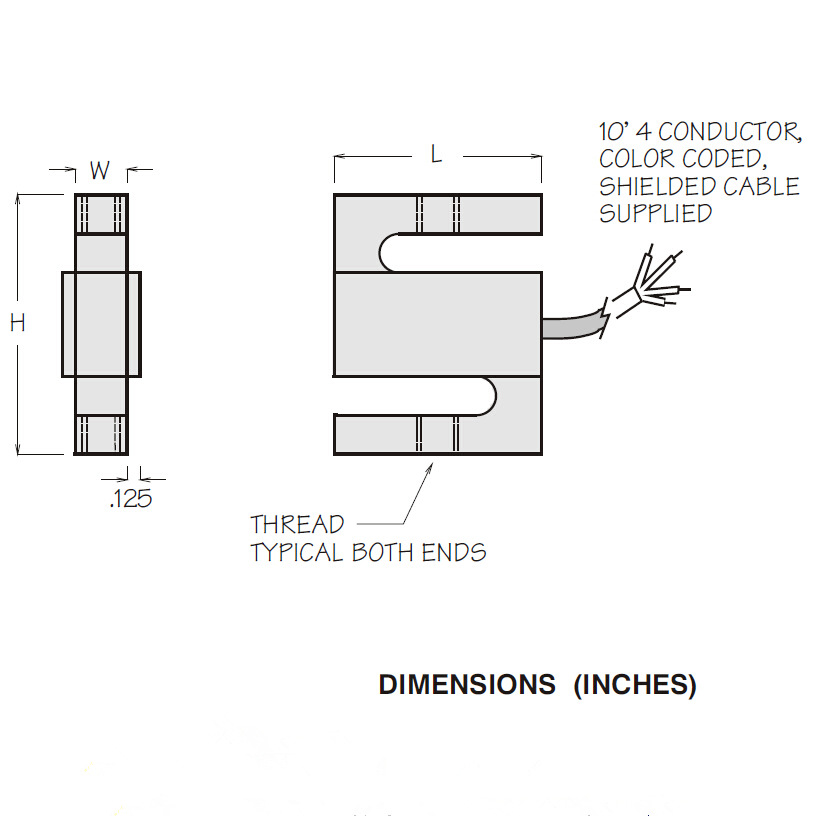 10' 4 CONDUCTOR,
COLOR CODED,
SHIELDED CABLE
SUPPLIED
L
W
H
.125
THREAD
TYPICAL BOTH ENDS
DIMENSIONS (INCHES)